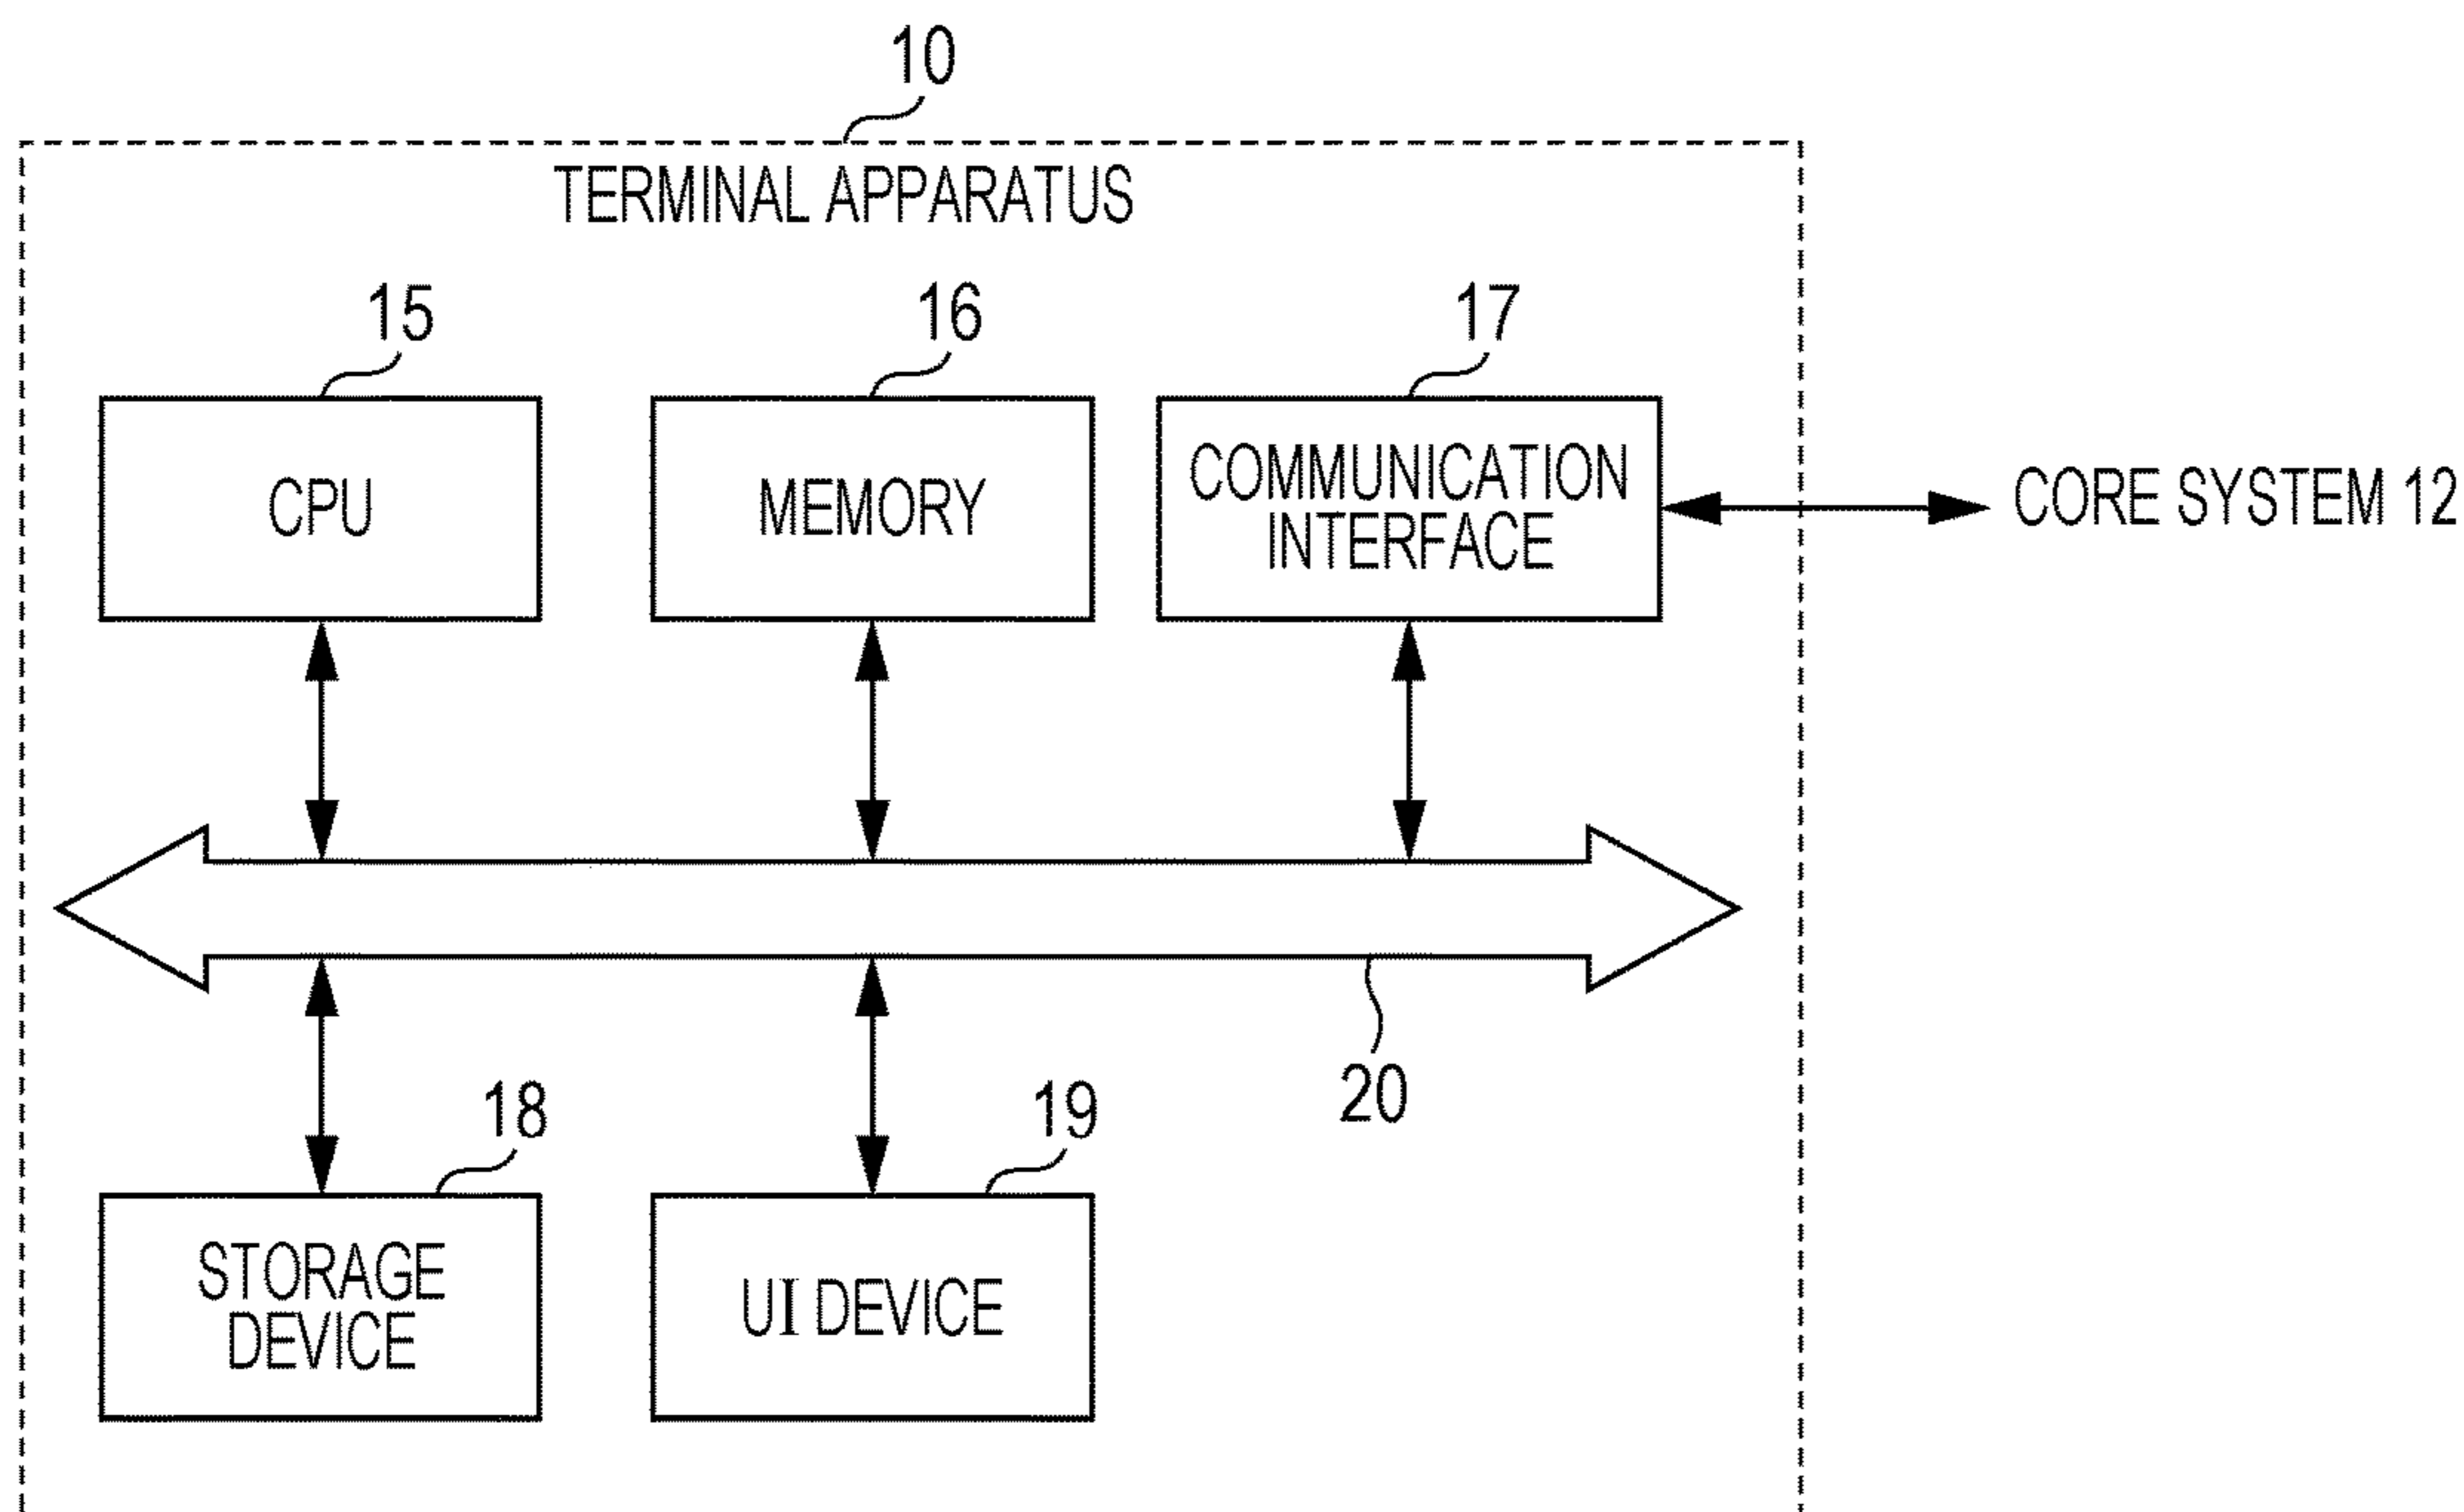 10
TERMINAL APPARATUS
15
16
17
CPU
MEMORY
COMMUNICATION
INTERFACE
CORE SYSTEM 12
20
18
19
STORAGE
DEVICE
UI DEVICE